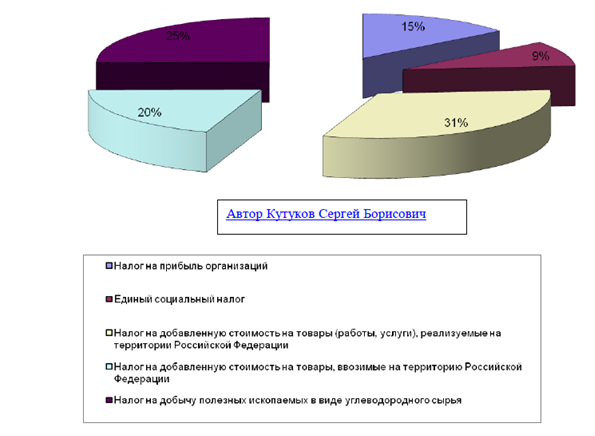 25%
15%
9%
20%
31%
Автор Кутуков Сергей Борисович
Налог на прибыль организаций
Единый социальный налог
Налог на добавленную стоимость на товары (работы, услуги), реализуемые на
территории Российской Федерации
Налог на добавленную стоимость на товары, ввозимые на территорию Российской
Федерации
Налог на добычу полезных ископаемых в виде углеводородного сырья